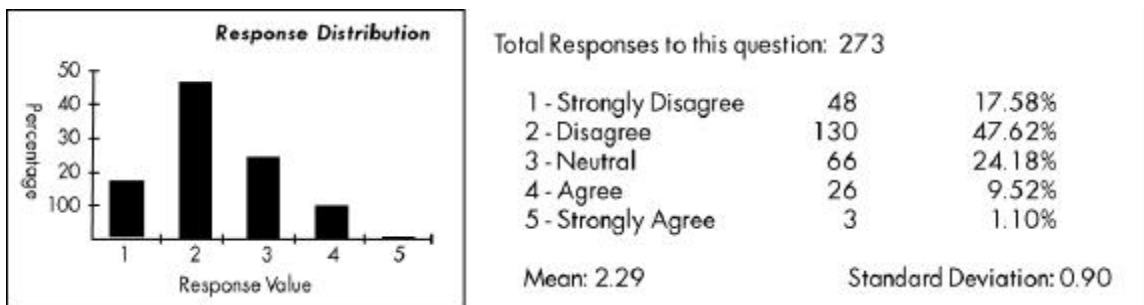 Response Distribution
50
40
30
20
100
Percentage
1 2 3 4 5
Response Value
Total Responses to this question: 273
1 - Strongly Disagree 48 17.58%
2 - Disagree 130 47.62%
3 - Neutral 66 24.18%
4 - Agree 26 9.52%
5 - Strongly Agree 3 1.10%
Mean: 2.29 Standard Deviation: 0.90